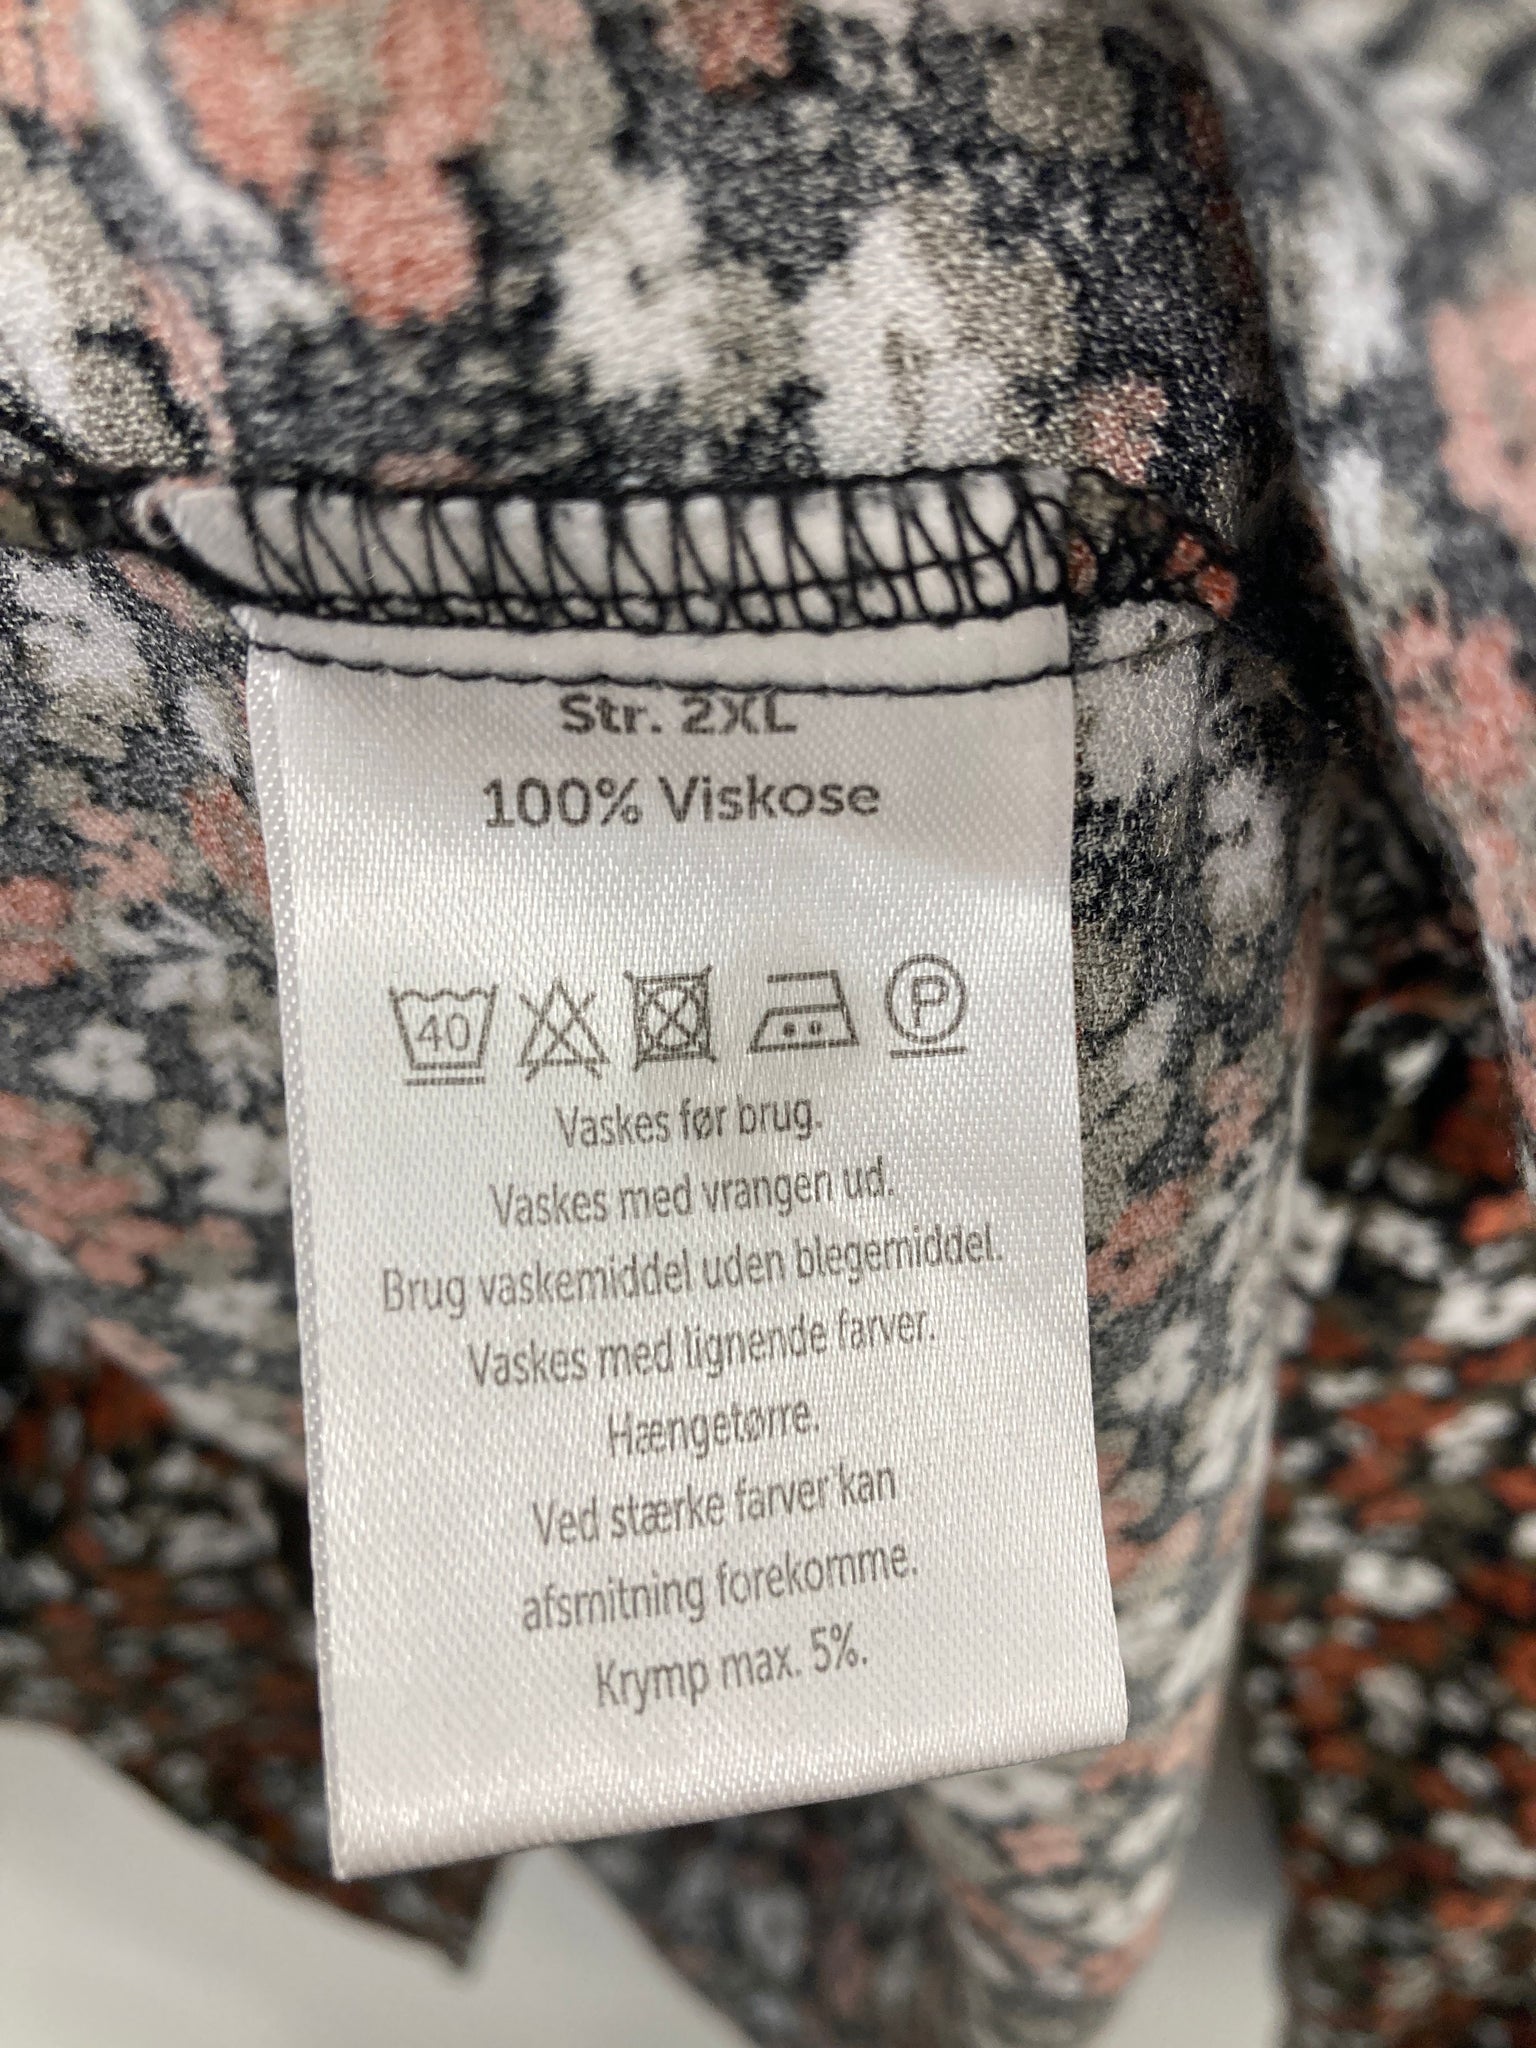 Str. 2XL
100% Viskose
40 P
Vaskes før brug.
Vaskes med vrangen ud.
Brug vaskemiddel uden blegemiddel.
Vaskes med lignende farver.
Hængetørre.
Ved stærke farver kan
afsmitning forekomme.
Krymp max. 5%.